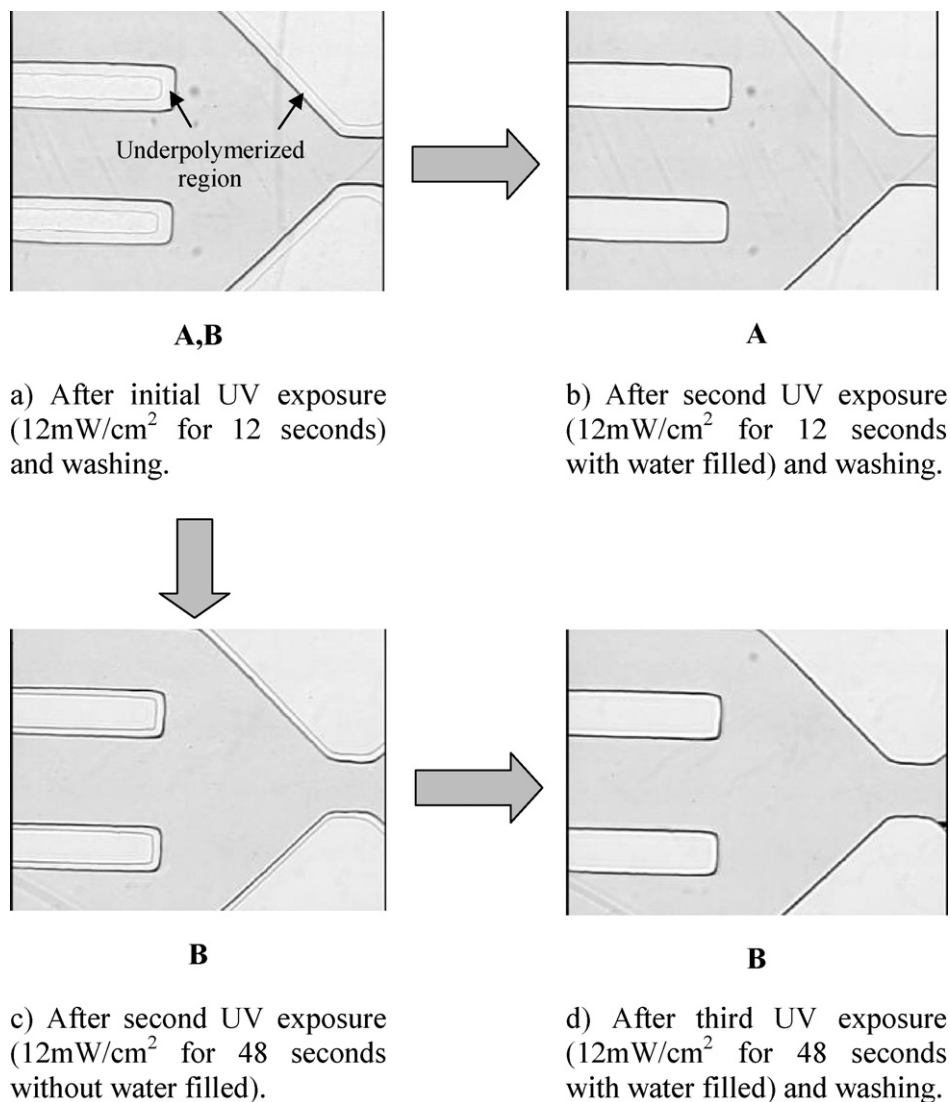 Underpolymerized
region
A,B
A
a) After initial UV exposure
(12mW/cm² for 12 seconds)
and washing.
b) After second UV exposure
(12mW/cm² for 12 seconds
with water filled) and washing.
B
B
c) After second UV exposure
(12mW/cm² for 48 seconds
without water filled).
d) After third UV exposure
(12mW/cm² for 48 seconds
with water filled) and washing.